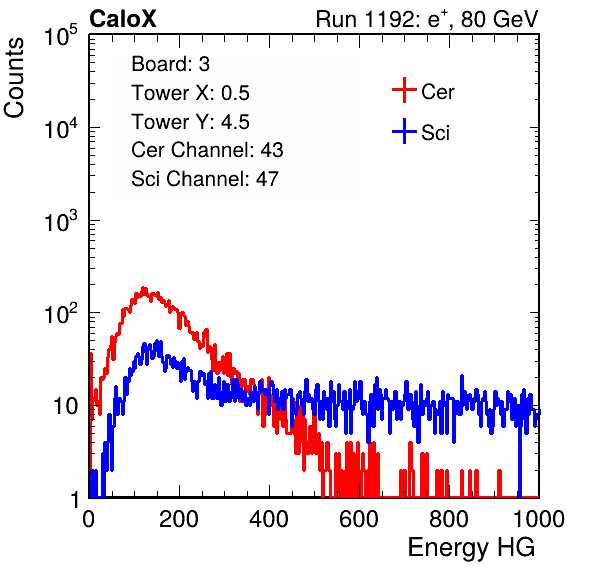 CaloX Run 1192: e⁺, 80 GeV
Counts
10⁵
10⁴
10³
10²
10
1
Board: 3
Tower X: 0.5
Tower Y: 4.5
Cer Channel: 43
Sci Channel: 47
Cer
Sci
0 200 400 600 800 1000
Energy HG